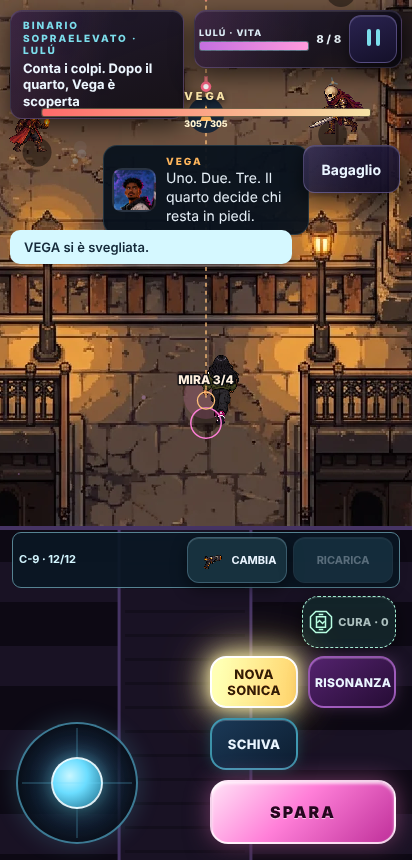 BINARIO
SOPRAELEVATO ·
LULÚ
Conta i colpi. Dopo il
quarto, Vega è
scoperta
LULÚ · VITA
8 / 8
VEGA
305 / 305
VEGA
Uno. Due. Tre. Il
quarto decide chi
resta in piedi.
Bagaglio
VEGA si è svegliata.
MIRA 3/4
C-9 · 12/12
CAMBIA
RICARICA
CURA · 0
NOVA
SONICA
RISONANZA
SCHIVA
SPARA